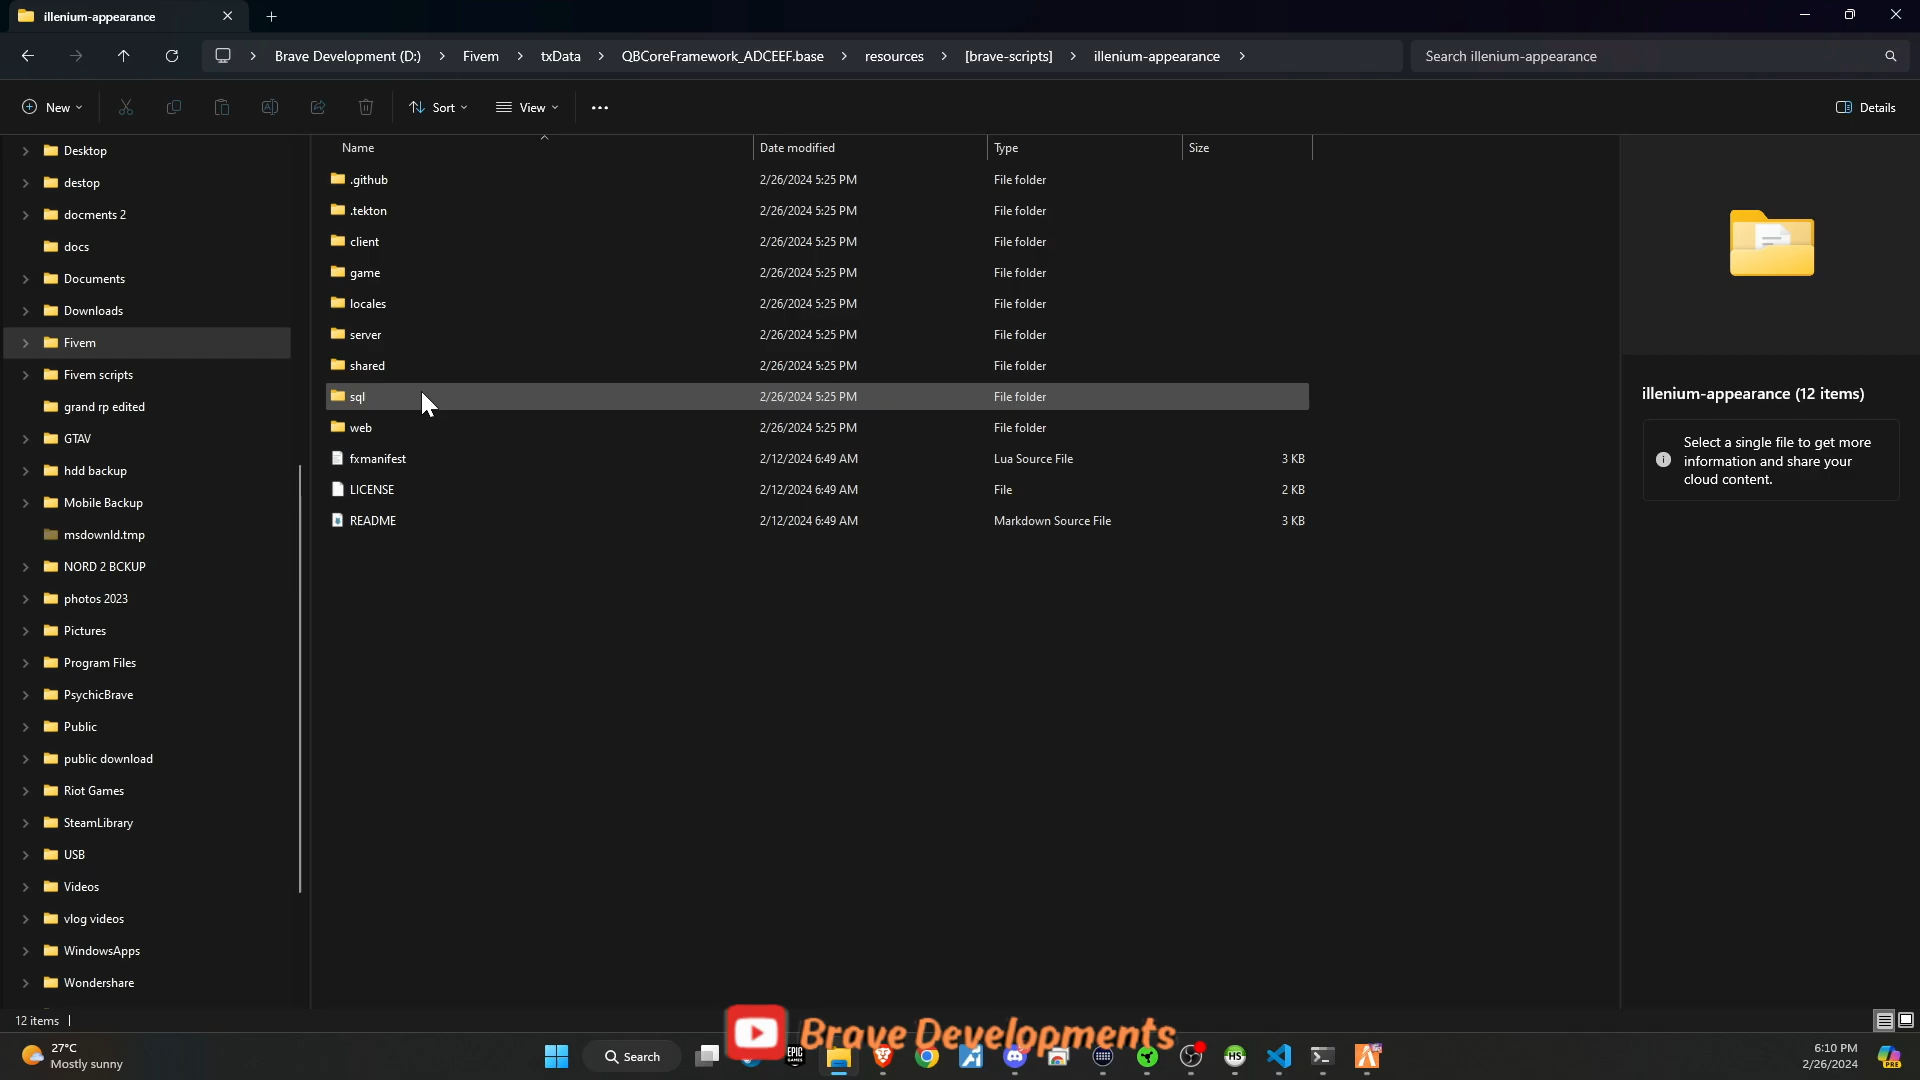 illenium-appearance
Brave Development (D:) > Fivem > txData > QBCoreFramework_ADCEEF.base > resources > [brave-scripts] > illenium-appearance >
Search illenium-appearance
New
Sort
View
Details
Desktop
destop
docments 2
docs
Documents
Downloads
Fivem
Fivem scripts
grand rp edited
GTAV
hdd backup
Mobile Backup
msdownld.tmp
NORD 2 BCKUP
photos 2023
Pictures
Program Files
PsychicBrave
Public
public download
Riot Games
SteamLibrary
USB
Videos
vlog videos
WindowsApps
Wondershare
Name Date modified Type Size
.github 2/26/2024 5:25 PM File folder
.tekton 2/26/2024 5:25 PM File folder
client 2/26/2024 5:25 PM File folder
game 2/26/2024 5:25 PM File folder
locales 2/26/2024 5:25 PM File folder
server 2/26/2024 5:25 PM File folder
shared 2/26/2024 5:25 PM File folder
sql 2/26/2024 5:25 PM File folder
web 2/26/2024 5:25 PM File folder
fxmanifest 2/12/2024 6:49 AM Lua Source File 3 KB
LICENSE 2/12/2024 6:49 AM File 2 KB
README 2/12/2024 6:49 AM Markdown Source File 3 KB
illenium-appearance (12 items)
Select a single file to get more
information and share your
cloud content.
12 items
Brave Developments
27°C
Mostly sunny
Search
EPIC
GAMES
HS
6:10 PM
2/26/2024
PRE